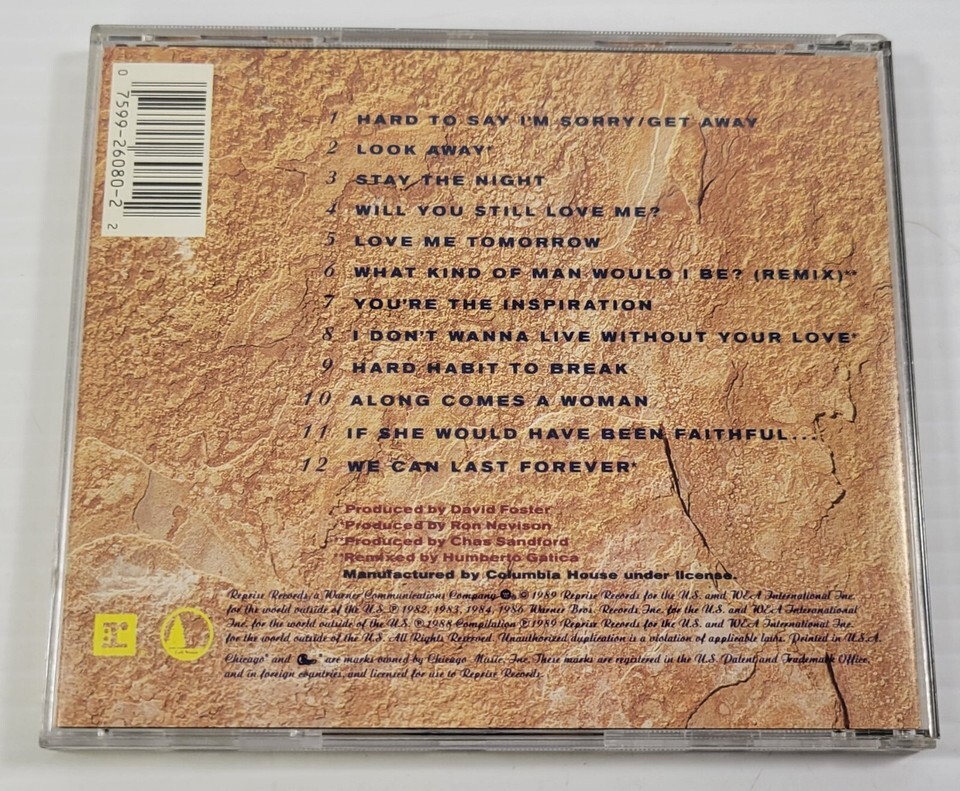 0 7599-26080-2 2
1 HARD TO SAY I'M SORRY/GET AWAY
2 LOOK AWAY*
3 STAY THE NIGHT
4 WILL YOU STILL LOVE ME?
5 LOVE ME TOMORROW
6 WHAT KIND OF MAN WOULD I BE? (REMIX)**
7 YOU'RE THE INSPIRATION
8 I DON'T WANNA LIVE WITHOUT YOUR LOVE*
9 HARD HABIT TO BREAK
10 ALONG COMES A WOMAN
11 IF SHE WOULD HAVE BEEN FAITHFUL...
12 WE CAN LAST FOREVER*
Produced by David Foster
*Produced by Ron Nevison
**Produced by Chas Sandford
**Remixed by Humberto Gatica
Manufactured by Columbia House under license.
Reprise Records, a Warner Communications Company. © 1989 Reprise Records for the U.S. and WEA International Inc.
for the world outside of the U.S. ℗ 1982, 1983, 1984, 1986 Warner Bros. Records Inc. for the U.S. and WEA International
Inc. for the world outside of the U.S. ℗ 1988 Compilation ℗ 1989 Reprise Records for the U.S. and WEA International Inc.
for the world outside of the U.S. All Rights Reserved. Unauthorized duplication is a violation of applicable laws. Printed in U.S.A.
Chicago® and ® are marks owned by Chicago Music, Inc. These marks are registered in the U.S. Patent and Trademark Office,
and in foreign countries, and licensed for use to Reprise Records.